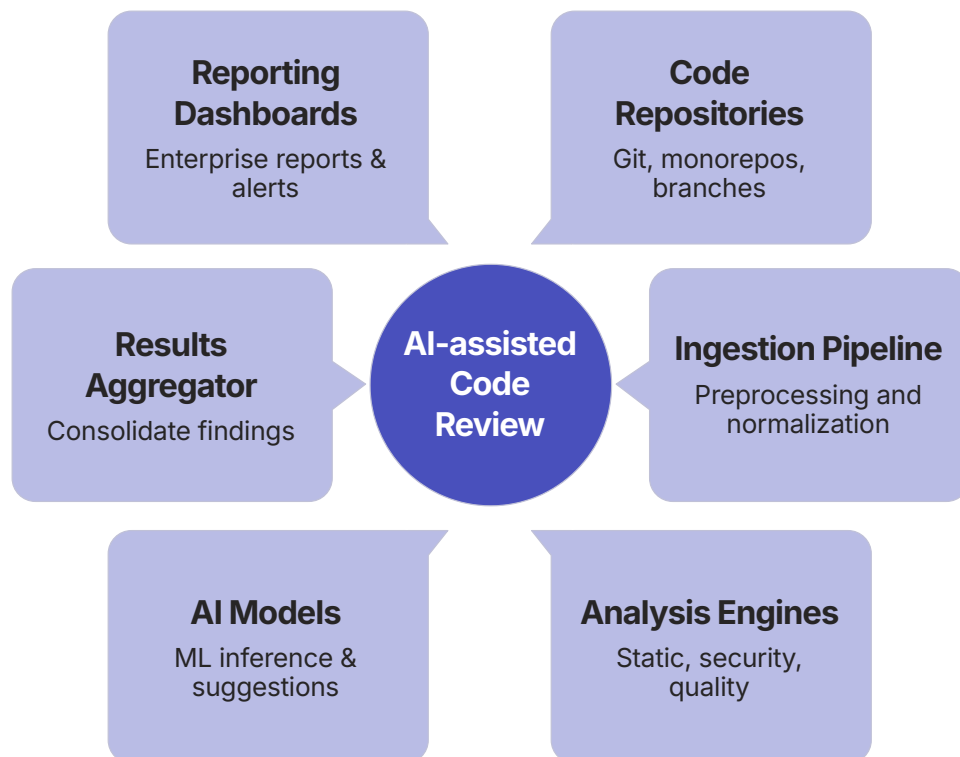 Reporting
Dashboards
Enterprise reports &
alerts
Code
Repositories
Git, monorepos,
branches
Results
Aggregator
Consolidate findings
AI-assisted
Code
Review
Ingestion Pipeline
Preprocessing and
normalization
AI Models
ML inference &
suggestions
Analysis Engines
Static, security,
quality